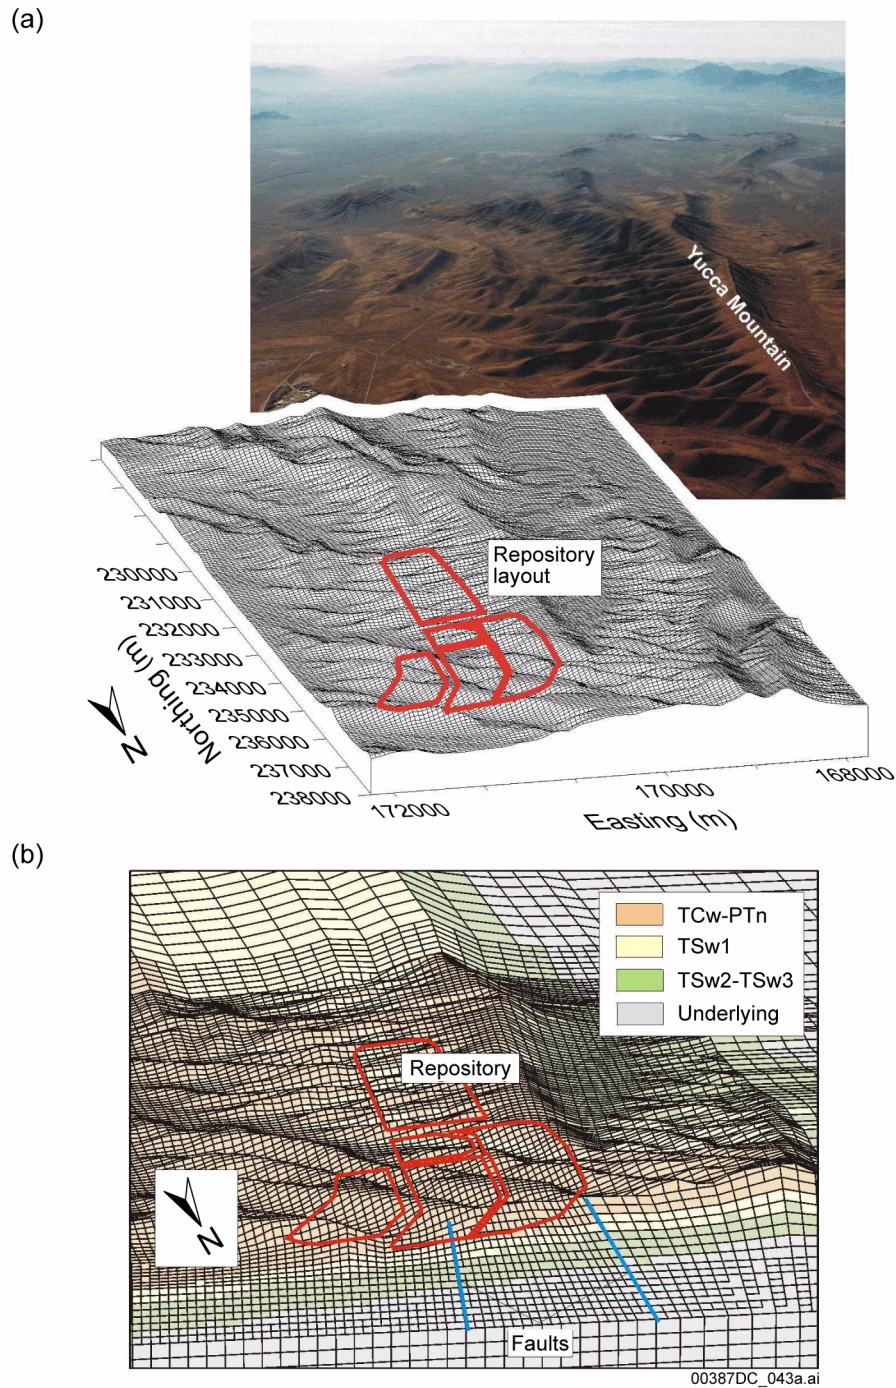 (a)
Yucca Mountain
Repository
layout
230000
231000
232000
233000
234000
235000
236000
237000
238000
Northing (m)
N
172000
170000
168000
Easting (m)
(b)
TCw-PTn
TSw1
TSw2-TSw3
Underlying
Repository
N
Faults
00387DC_043a.ai